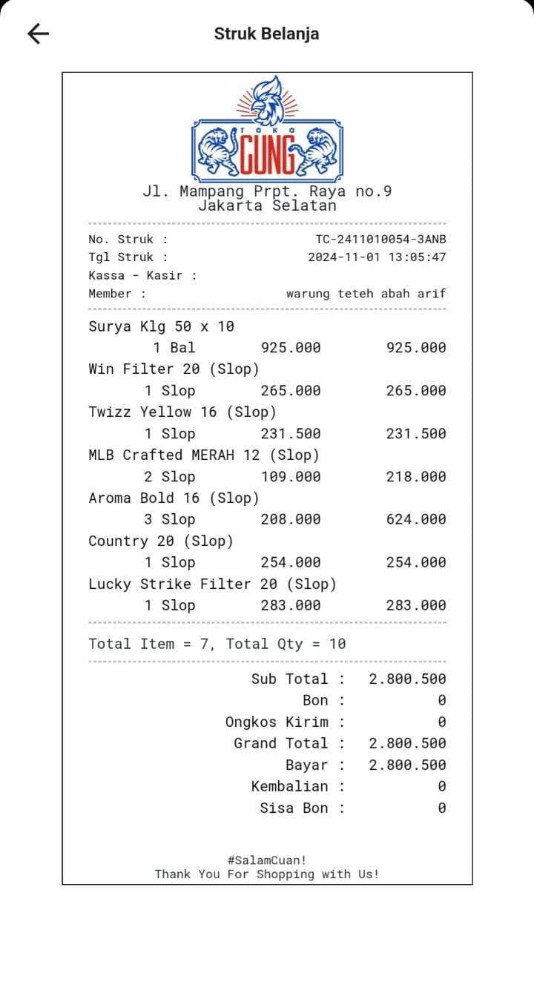 Struk Belanja
TOKO
CUNG
Jl. Mampang Prpt. Raya no.9
Jakarta Selatan
No. Struk : TC-2411010054-3ANB
Tgl Struk : 2024-11-01 13:05:47
Kassa - Kasir :
Member : warung teteh abah arif
Surya Klg 50 x 10
1 Bal 925.000 925.000
Win Filter 20 (Slop)
1 Slop 265.000 265.000
Twizz Yellow 16 (Slop)
1 Slop 231.500 231.500
MLB Crafted MERAH 12 (Slop)
2 Slop 109.000 218.000
Aroma Bold 16 (Slop)
3 Slop 208.000 624.000
Country 20 (Slop)
1 Slop 254.000 254.000
Lucky Strike Filter 20 (Slop)
1 Slop 283.000 283.000
Total Item = 7, Total Qty = 10
Sub Total : 2.800.500
Bon : 0
Ongkos Kirim : 0
Grand Total : 2.800.500
Bayar : 2.800.500
Kembalian : 0
Sisa Bon : 0
#SalamCuan!
Thank You For Shopping with Us!